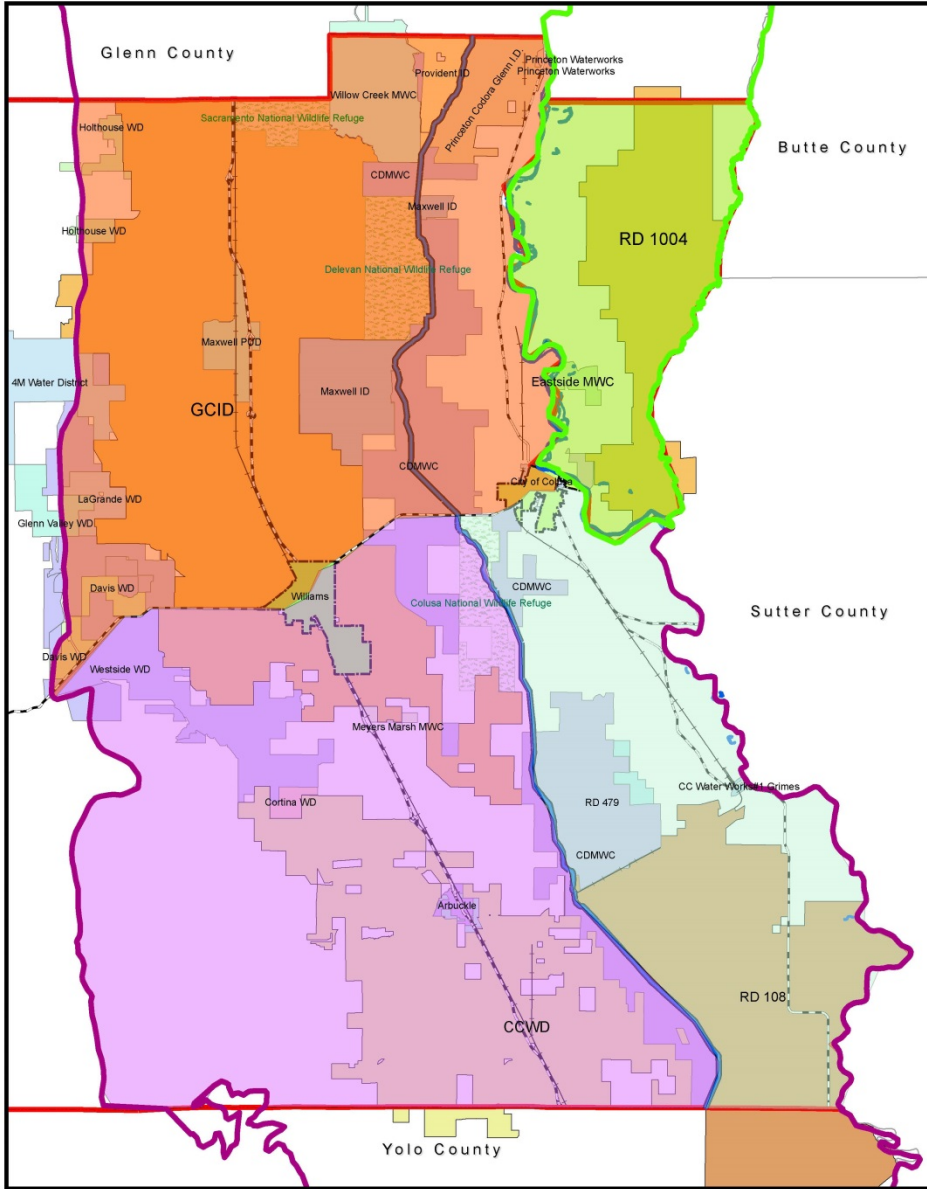 Glenn County
Princeton Waterworks
Princeton Waterworks
Provident ID
Princeton Codora Glenn I.D.
Willow Creek MWC
Sacramento National Wildlife Refuge
Holthouse WD
Butte County
CDMWC
Maxwell ID
Holthouse WD
RD 1004
Delevan National Wildlife Refuge
Maxwell PUD
4M Water District
Eastside MWC
Maxwell ID
GCID
CDMWC
City of Colusa
LaGrande WD
Glenn Valley WD
Davis WD
CDMWC
Williams
Colusa National Wildlife Refuge
Sutter County
Davis WD
Westside WD
Meyers Marsh MWC
CC Water Works#1 Grimes
Cortina WD
RD 479
CDMWC
Arbuckle
RD 108
CCWD
Yolo County